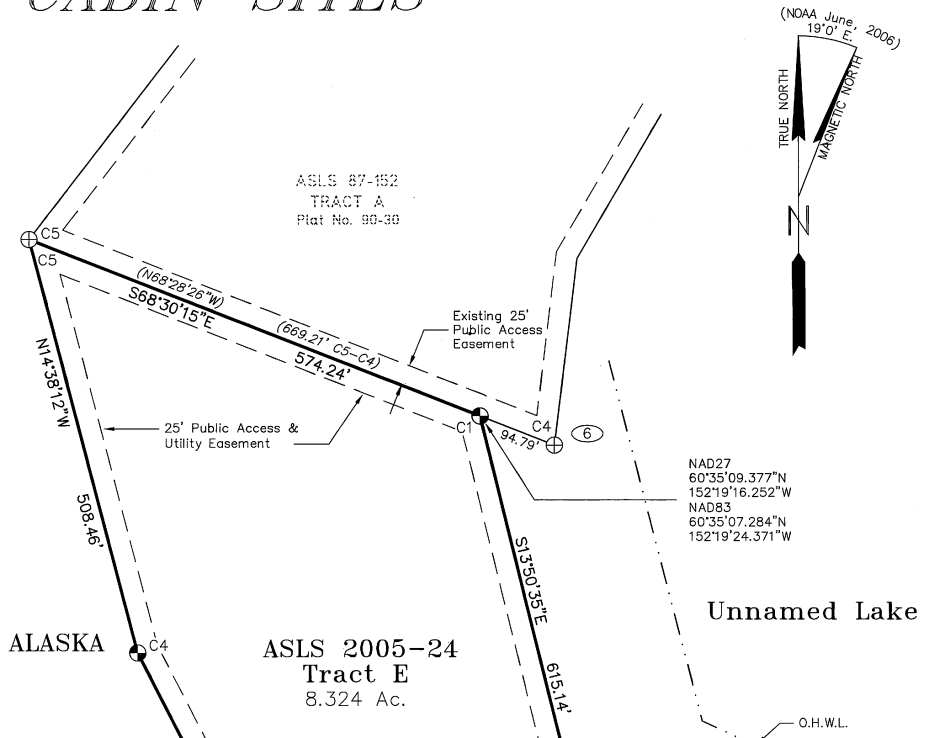 CABIN SITES
(NOAA June, 2006)
19°0' E.
TRUE NORTH
MAGNETIC NORTH
N
ASLS 87-152
TRACT A
Plat No. 90-30
C5
C5
(N68°28'26"W)
S68°30'15"E
(669.21' C5-C4)
574.24'
Existing 25'
Public Access
Easement
N14°38'12"W
508.46'
25' Public Access &
Utility Easement
C1
C4
94.79'
6
NAD27
60°35'09.377"N
152°19'16.252"W
NAD83
60°35'07.284"N
152°19'24.371"W
S13°50'35"E
615.14'
Unnamed Lake
ALASKA
C4
ASLS 2005-24
Tract E
8.324 Ac.
O.H.W.L.